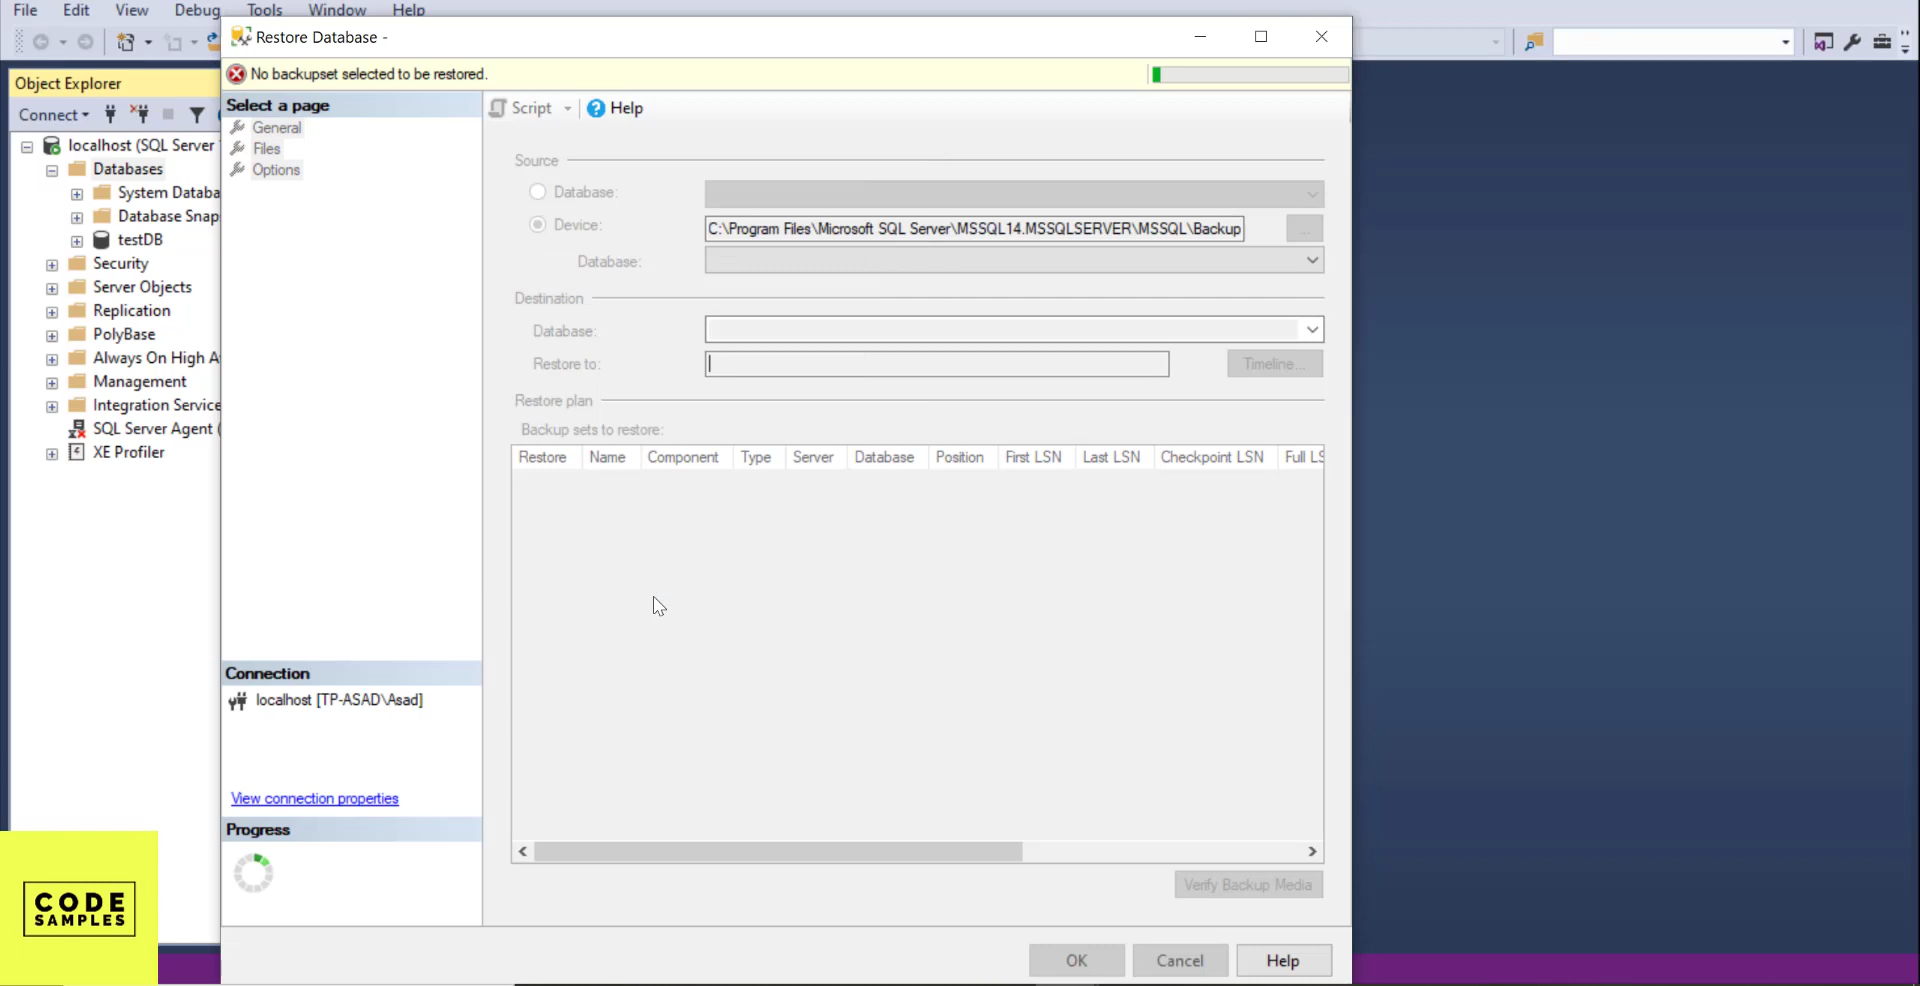 File Edit View Debug Tools Window Help
Restore Database -
No backupset selected to be restored.
Object Explorer
Connect
localhost (SQL Server
Databases
System Databa
Database Snap
testDB
Security
Server Objects
Replication
PolyBase
Always On High A
Management
Integration Service
SQL Server Agent (
XE Profiler
Select a page
General
Files
Options
Connection
localhost [TP-ASAD\Asad]
View connection properties
Progress
Script Help
Source
Database:
Device: C:\Program Files\Microsoft SQL Server\MSSQL14.MSSQLSERVER\MSSQL\Backup ...
Database:
Destination
Database:
Restore to: Timeline...
Restore plan
Backup sets to restore:
Restore Name Component Type Server Database Position First LSN Last LSN Checkpoint LSN Full LS
Verify Backup Media
OK Cancel Help
CODE
SAMPLES